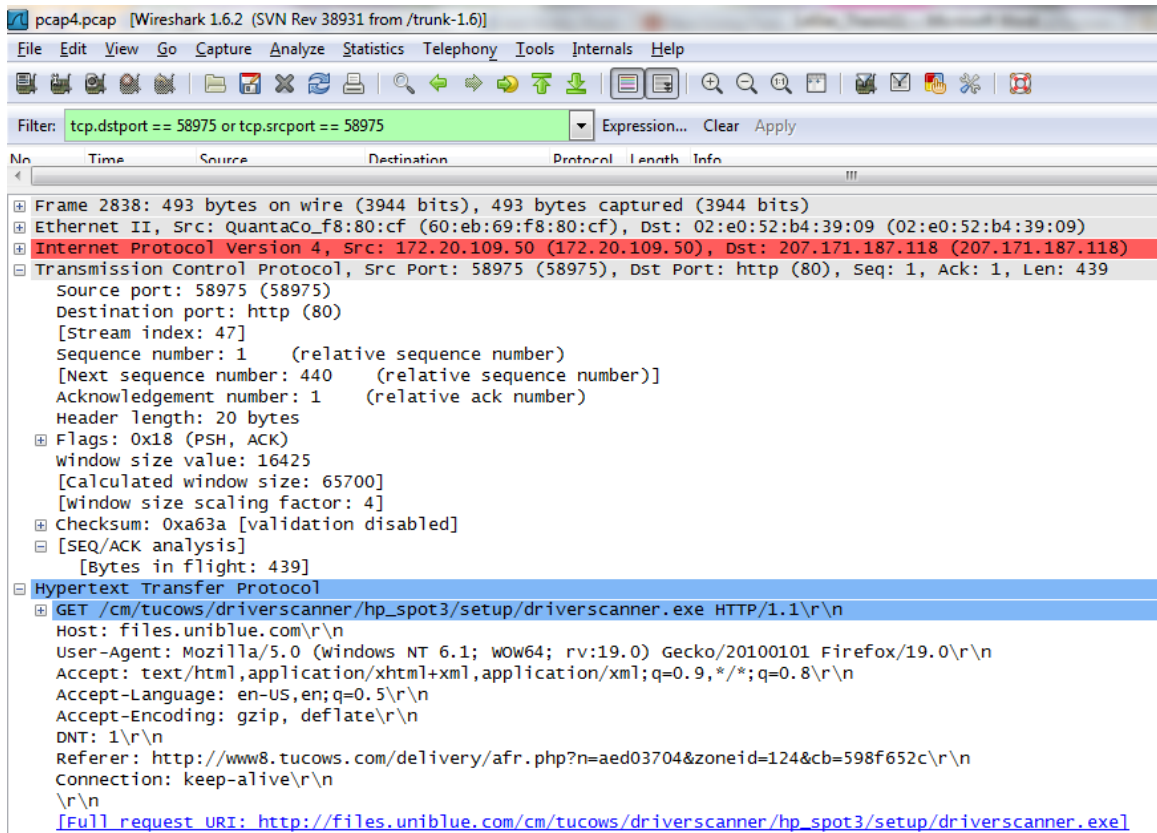 pcap4.pcap [Wireshark 1.6.2 (SVN Rev 38931 from /trunk-1.6)]
File Edit View Go Capture Analyze Statistics Telephony Tools Internals Help
Filter: tcp.dstport == 58975 or tcp.srcport == 58975 Expression... Clear Apply
No. Time Source Destination Protocol Length Info
Frame 2838: 493 bytes on wire (3944 bits), 493 bytes captured (3944 bits)
Ethernet II, Src: QuantaCo_f8:80:cf (60:eb:69:f8:80:cf), Dst: 02:e0:52:b4:39:09 (02:e0:52:b4:39:09)
Internet Protocol Version 4, Src: 172.20.109.50 (172.20.109.50), Dst: 207.171.187.118 (207.171.187.118)
Transmission Control Protocol, Src Port: 58975 (58975), Dst Port: http (80), Seq: 1, Ack: 1, Len: 439
Source port: 58975 (58975)
Destination port: http (80)
[Stream index: 47]
Sequence number: 1 (relative sequence number)
[Next sequence number: 440 (relative sequence number)]
Acknowledgement number: 1 (relative ack number)
Header length: 20 bytes
Flags: 0x18 (PSH, ACK)
Window size value: 16425
[Calculated window size: 65700]
[Window size scaling factor: 4]
Checksum: 0xa63a [validation disabled]
[SEQ/ACK analysis]
[Bytes in flight: 439]
Hypertext Transfer Protocol
GET /cm/tucows/driverscanner/hp_spot3/setup/driverscanner.exe HTTP/1.1\r\n
Host: files.uniblue.com\r\n
User-Agent: Mozilla/5.0 (Windows NT 6.1; WOW64; rv:19.0) Gecko/20100101 Firefox/19.0\r\n
Accept: text/html,application/xhtml+xml,application/xml;q=0.9,*/*;q=0.8\r\n
Accept-Language: en-US,en;q=0.5\r\n
Accept-Encoding: gzip, deflate\r\n
DNT: 1\r\n
Referer: http://www8.tucows.com/delivery/afr.php?n=aed03704&zoneid=124&cb=598f652c\r\n
Connection: keep-alive\r\n
\r\n
[Full request URI: http://files.uniblue.com/cm/tucows/driverscanner/hp_spot3/setup/driverscanner.exe]